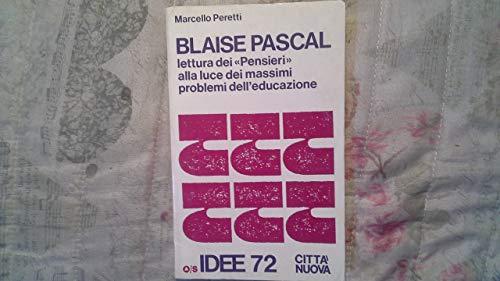 Marcello Peretti
BLAISE PASCAL
lettura dei «Pensieri»
alla luce dei massimi
problemi dell'educazione
o/s IDEE 72 CITTÀ
NUOVA